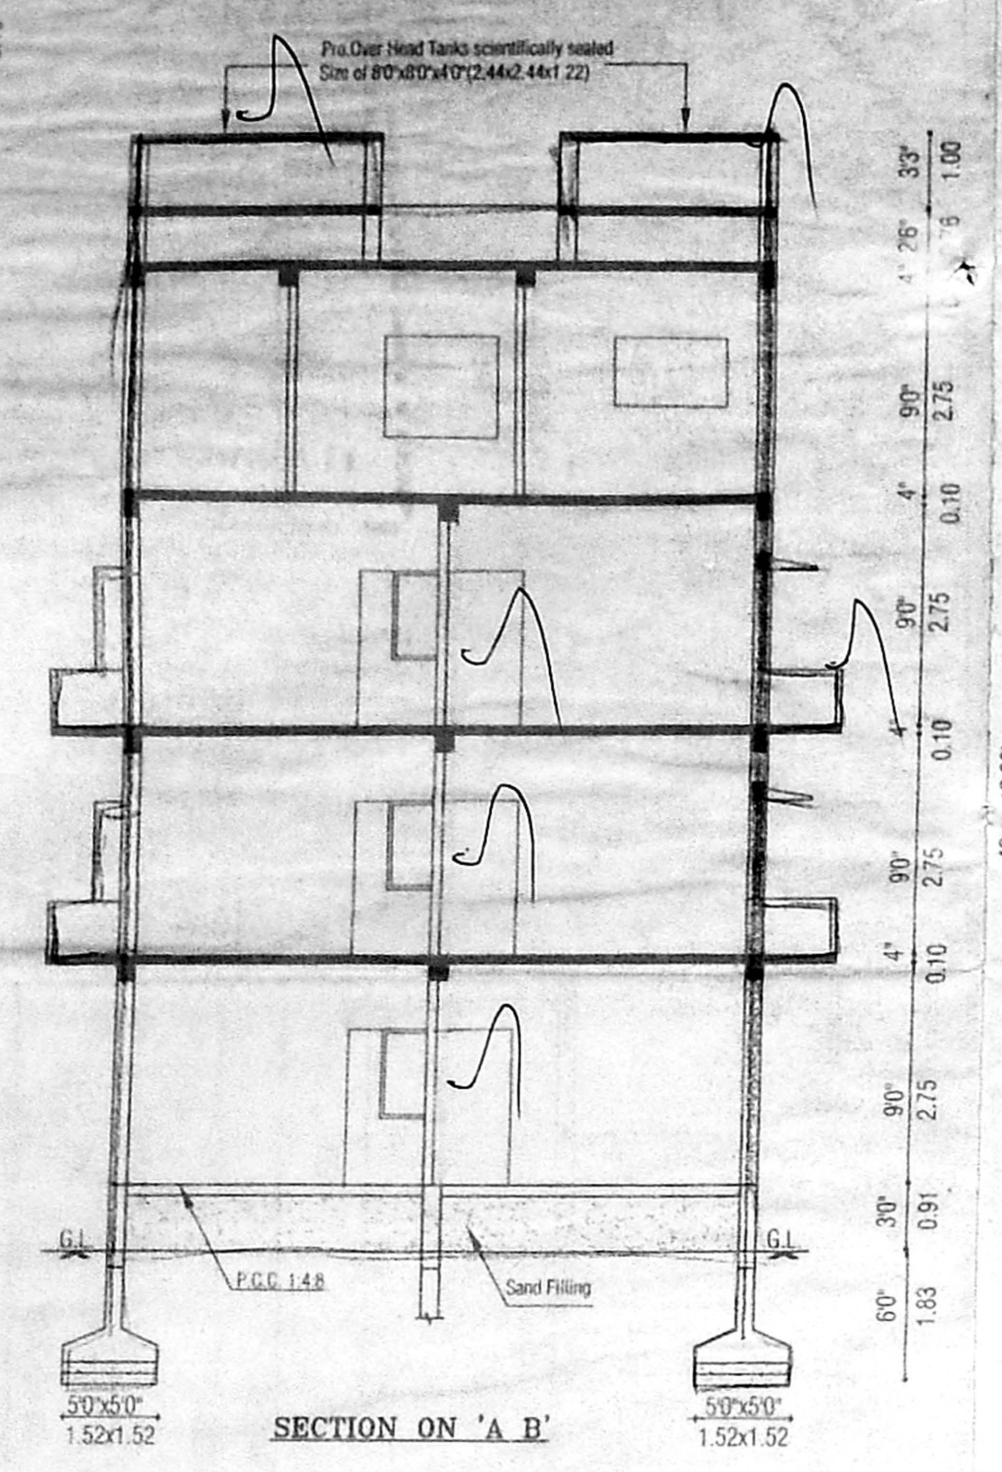 Pro.Over Head Tanks scientifically sealed
Size of 8'0"x8'0"x4'0"(2.44x2.44x1.22)
3'3"
1.00
2'6"
4"
9'0"
2.75
4"
0.10
9'0"
2.75
4"
0.10
9'0"
2.75
4"
0.10
9'0"
2.75
3'0"
0.91
G.L
G.L
P.C.C. 1:4:8
Sand Filling
6'0"
1.83
5'0"x5'0"
1.52x1.52
5'0"x5'0"
1.52x1.52
SECTION ON 'A B'